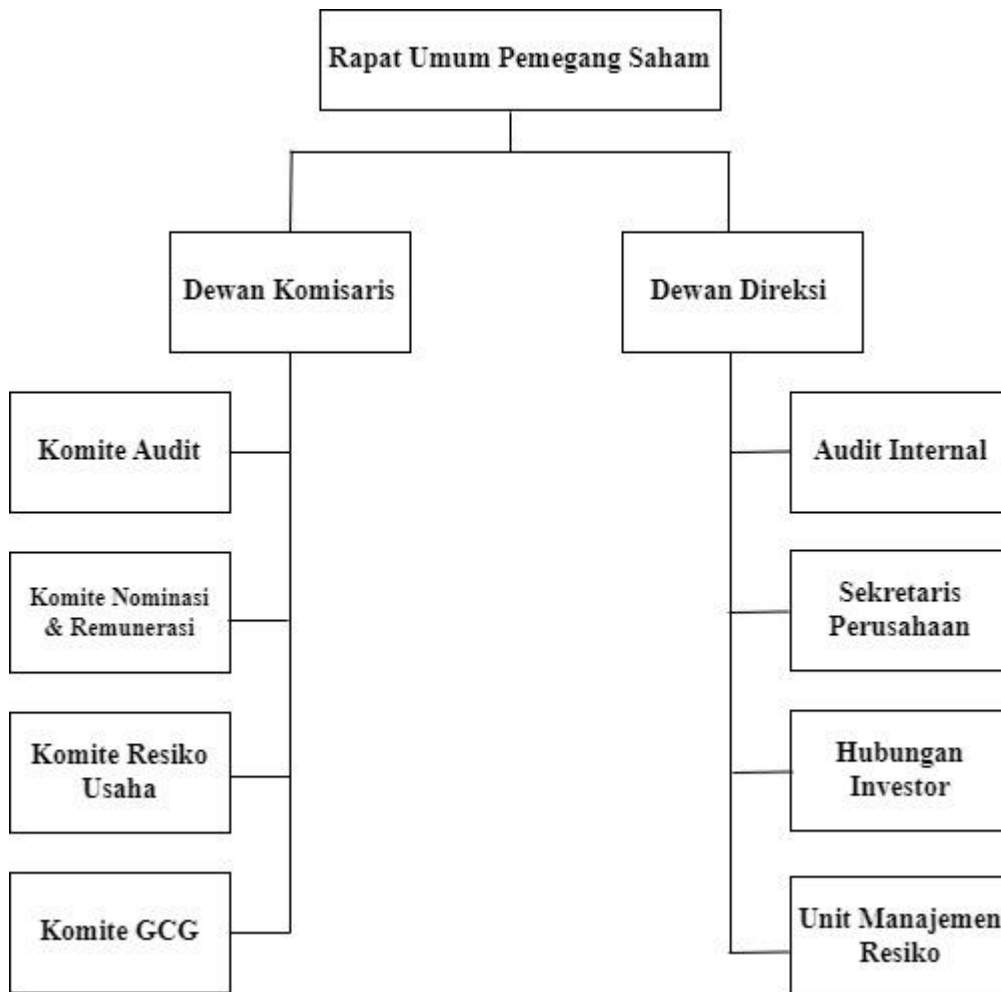 Rapat Umum Pemegang Saham
Dewan Komisaris
Dewan Direksi
Komite Audit
Audit Internal
Komite Nominasi
& Remunerasi
Sekretaris
Perusahaan
Komite Resiko
Usaha
Hubungan
Investor
Komite GCG
Unit Manajemen
Resiko